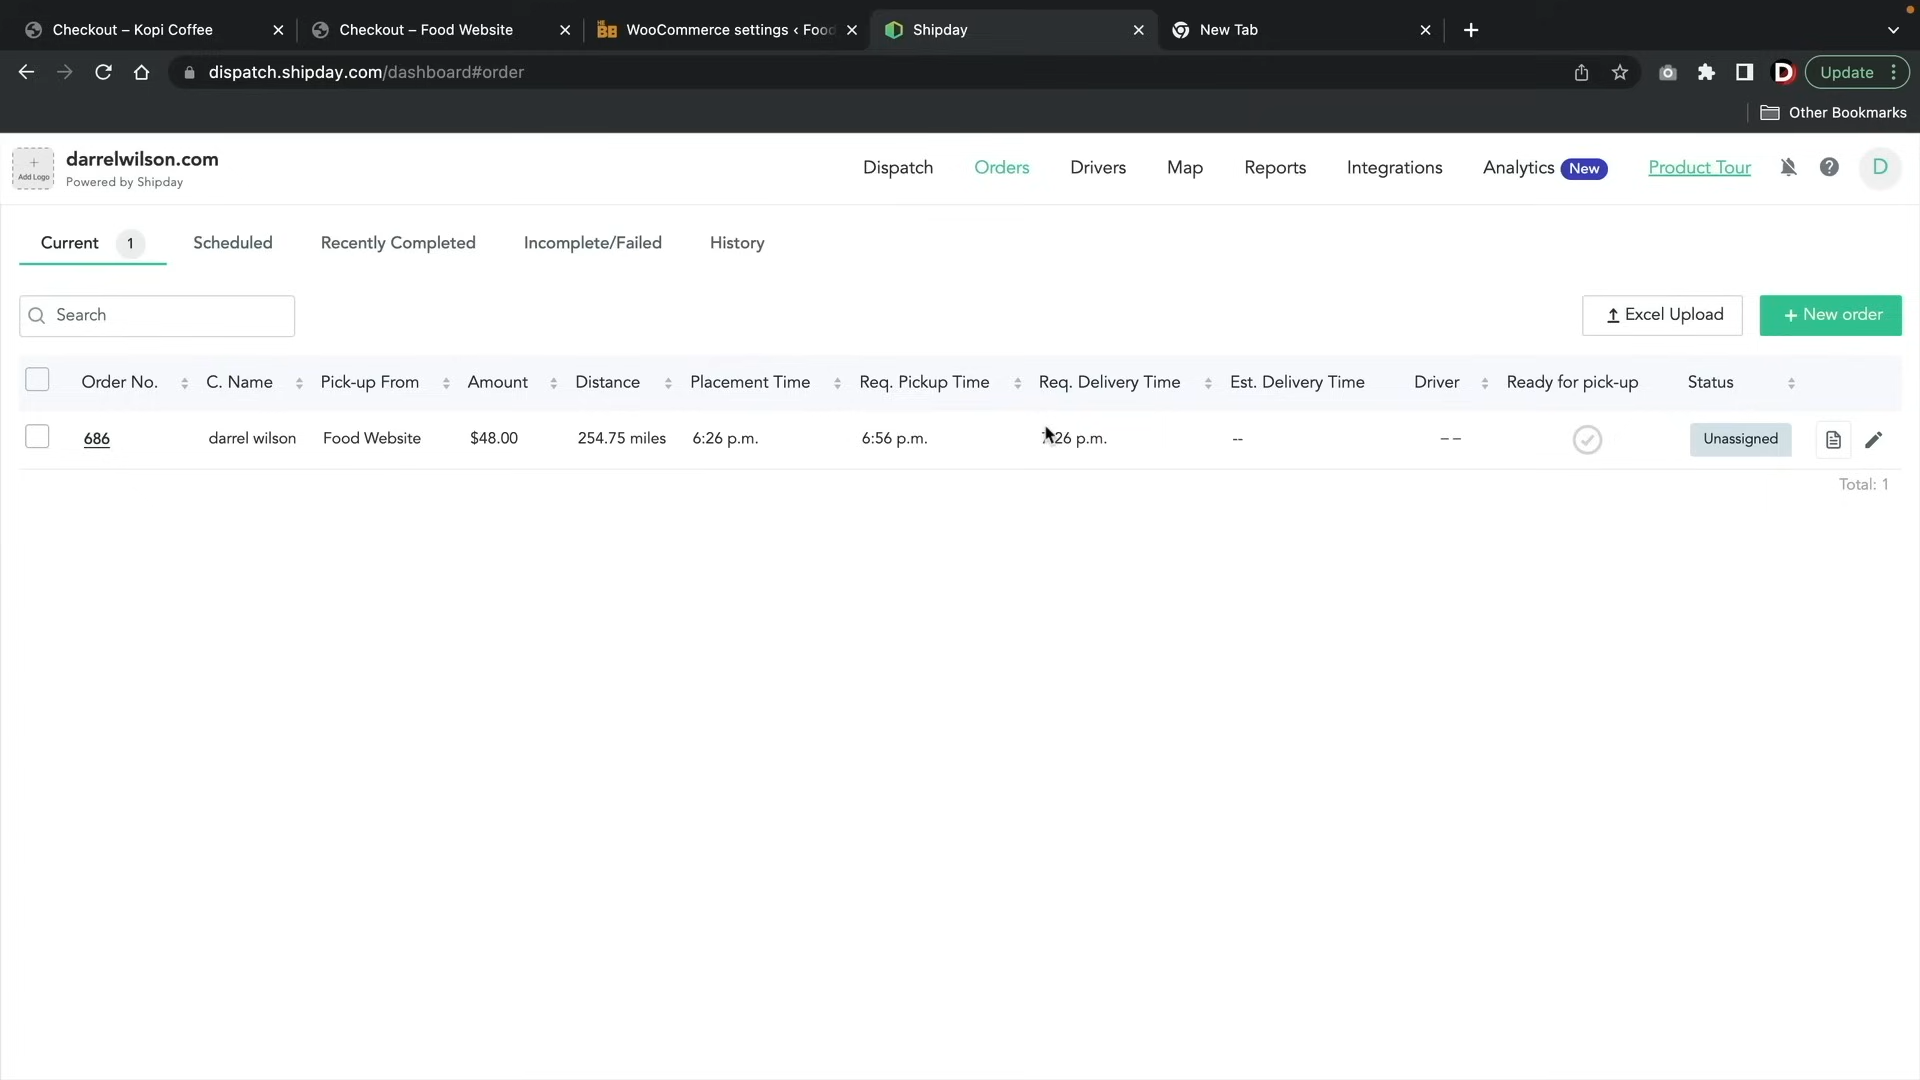 Checkout – Kopi Coffee
Checkout – Food Website
WooCommerce settings ‹ Food
Shipday
New Tab
dispatch.shipday.com/dashboard#order
Update
Other Bookmarks
Add Logo
darrelwilson.com
Powered by Shipday
Dispatch Orders Drivers Map Reports Integrations Analytics New Product Tour D
Current 1 Scheduled Recently Completed Incomplete/Failed History
Search
Excel Upload
+ New order
Order No. C. Name Pick-up From Amount Distance Placement Time Req. Pickup Time Req. Delivery Time Est. Delivery Time Driver Ready for pick-up Status
686 darrel wilson Food Website $48.00 254.75 miles 6:26 p.m. 6:56 p.m. :26 p.m. -- -- Unassigned
Total: 1